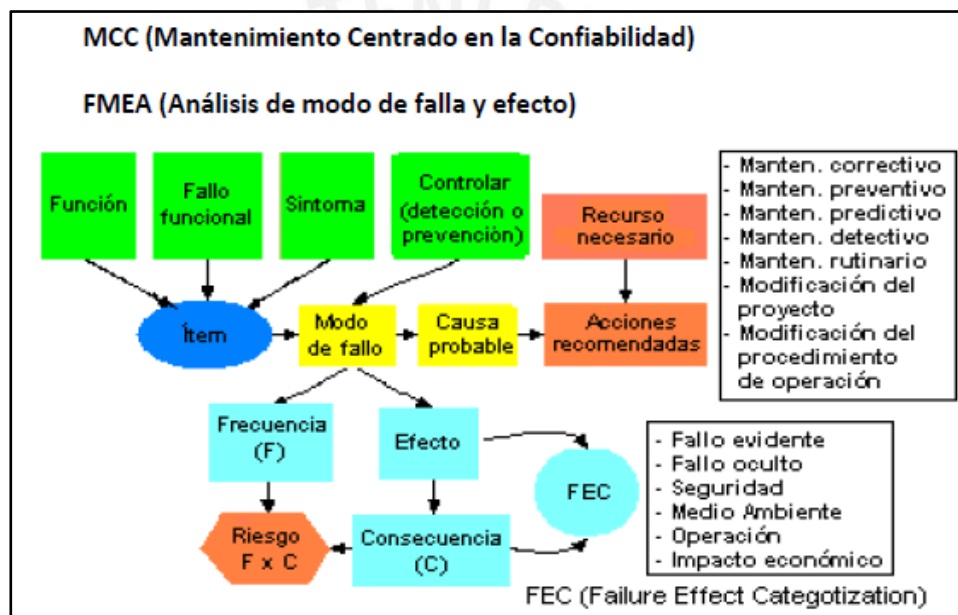 MCC (Mantenimiento Centrado en la Confiabilidad)
FMEA (Análisis de modo de falla y efecto)
Función
Fallo
funcional
Sintoma
Controlar
(detección o
prevención)
Recurso
necesario
- Manten. correctivo
- Manten. preventivo
- Manten. predictivo
- Manten. detectivo
- Manten. rutinario
- Modificación del
proyecto
- Modificación del
procedimiento
de operación
Ítem
Modo
de fallo
Causa
probable
Acciones
recomendadas
Frecuencia
(F)
Efecto
FEC
- Fallo evidente
- Fallo oculto
- Seguridad
- Medio Ambiente
- Operación
- Impacto económico
Riesgo
F x C
Consecuencia
(C)
FEC (Failure Effect Categotization)